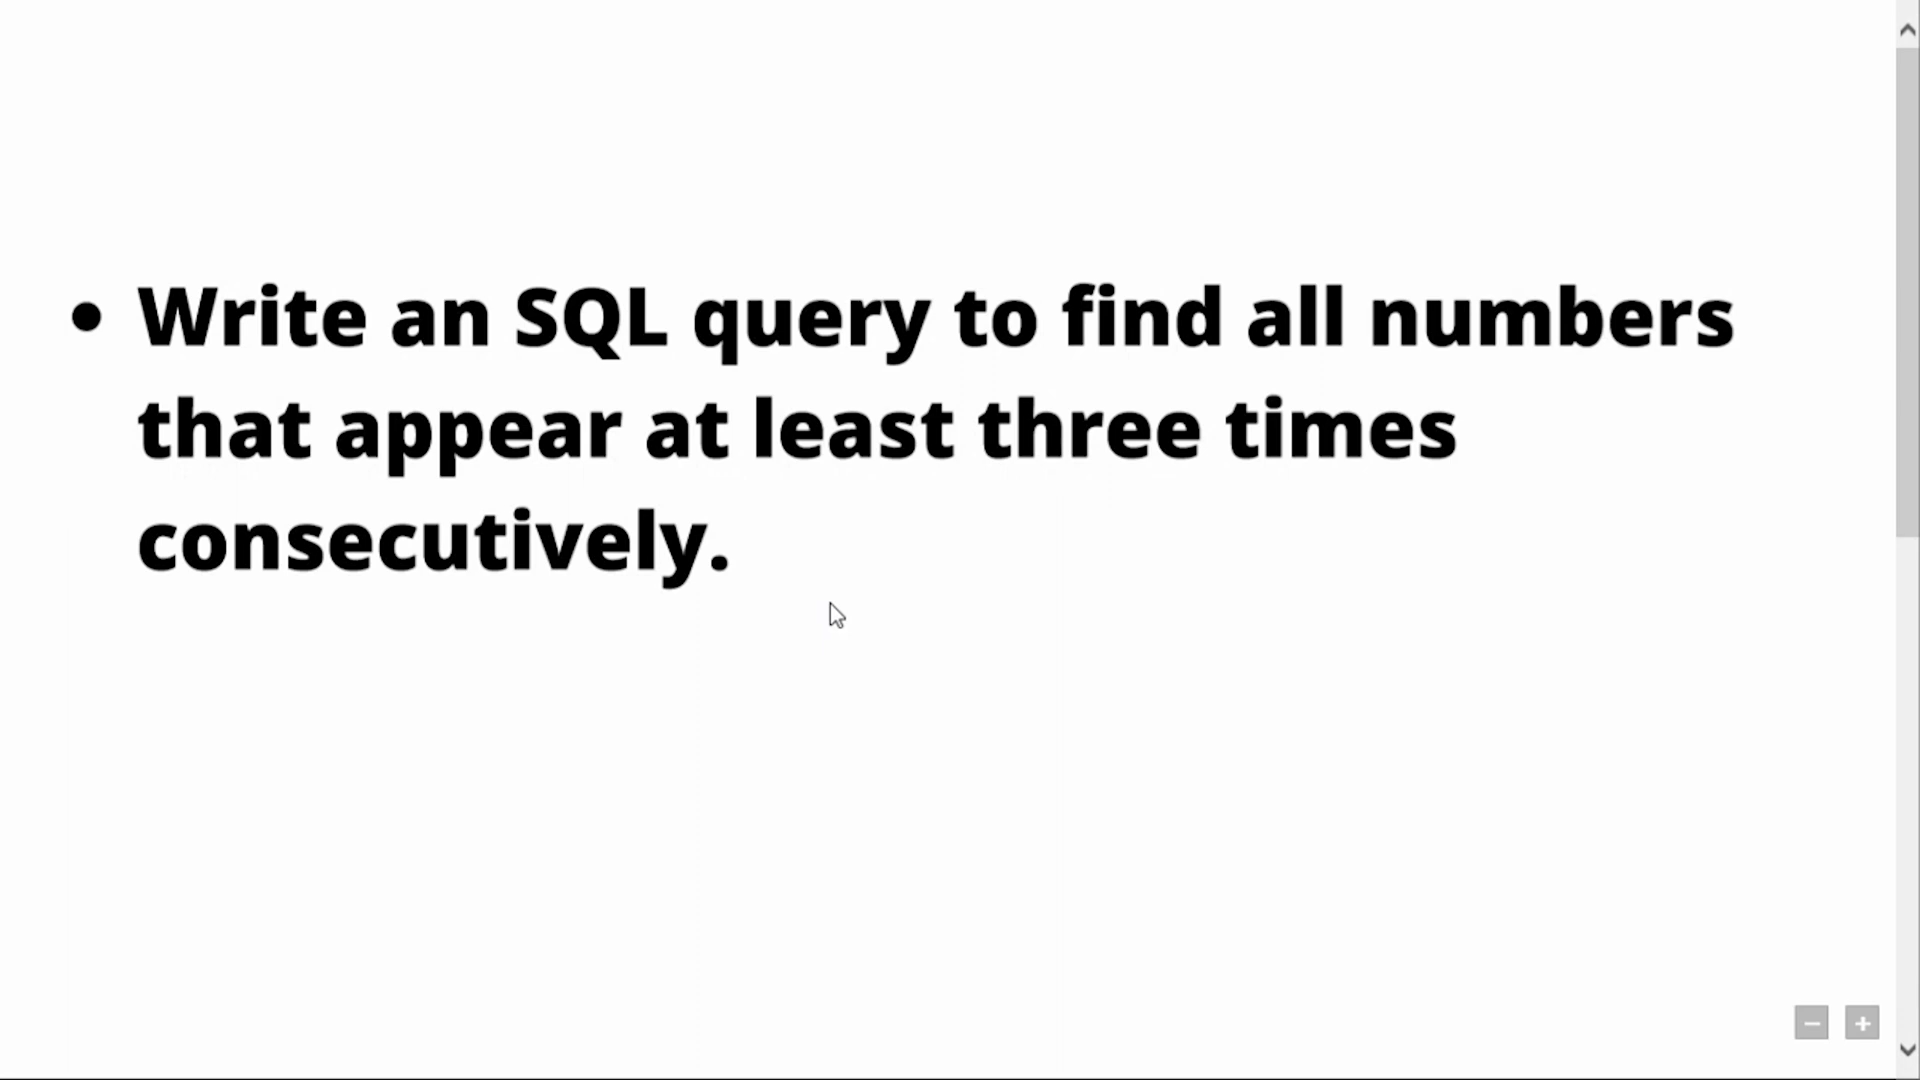 • Write an SQL query to find all numbers
that appear at least three times
consecutively.